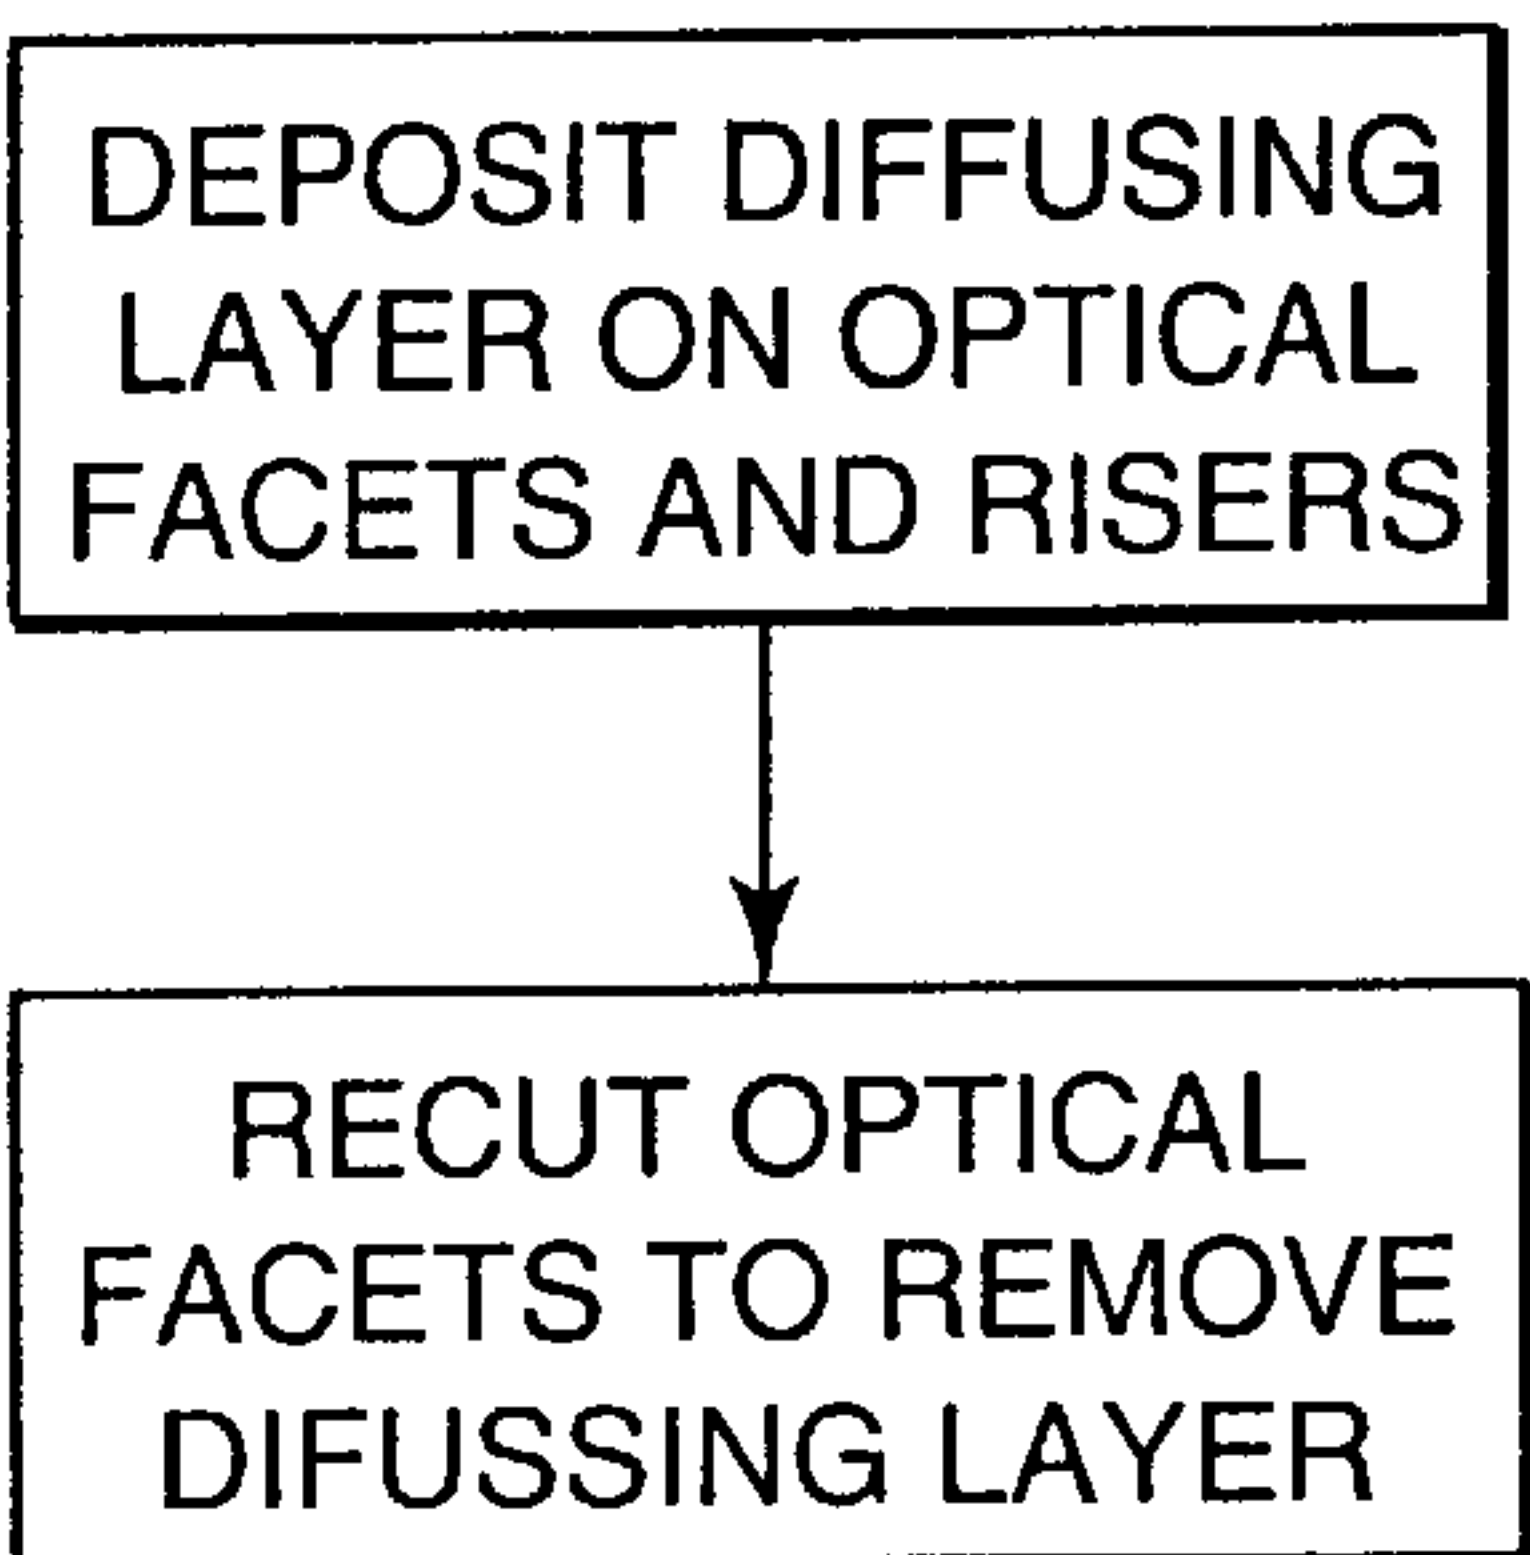 DEPOSIT DIFFUSING
LAYER ON OPTICAL
FACETS AND RISERS
RECUT OPTICAL
FACETS TO REMOVE
DIFUSSING LAYER